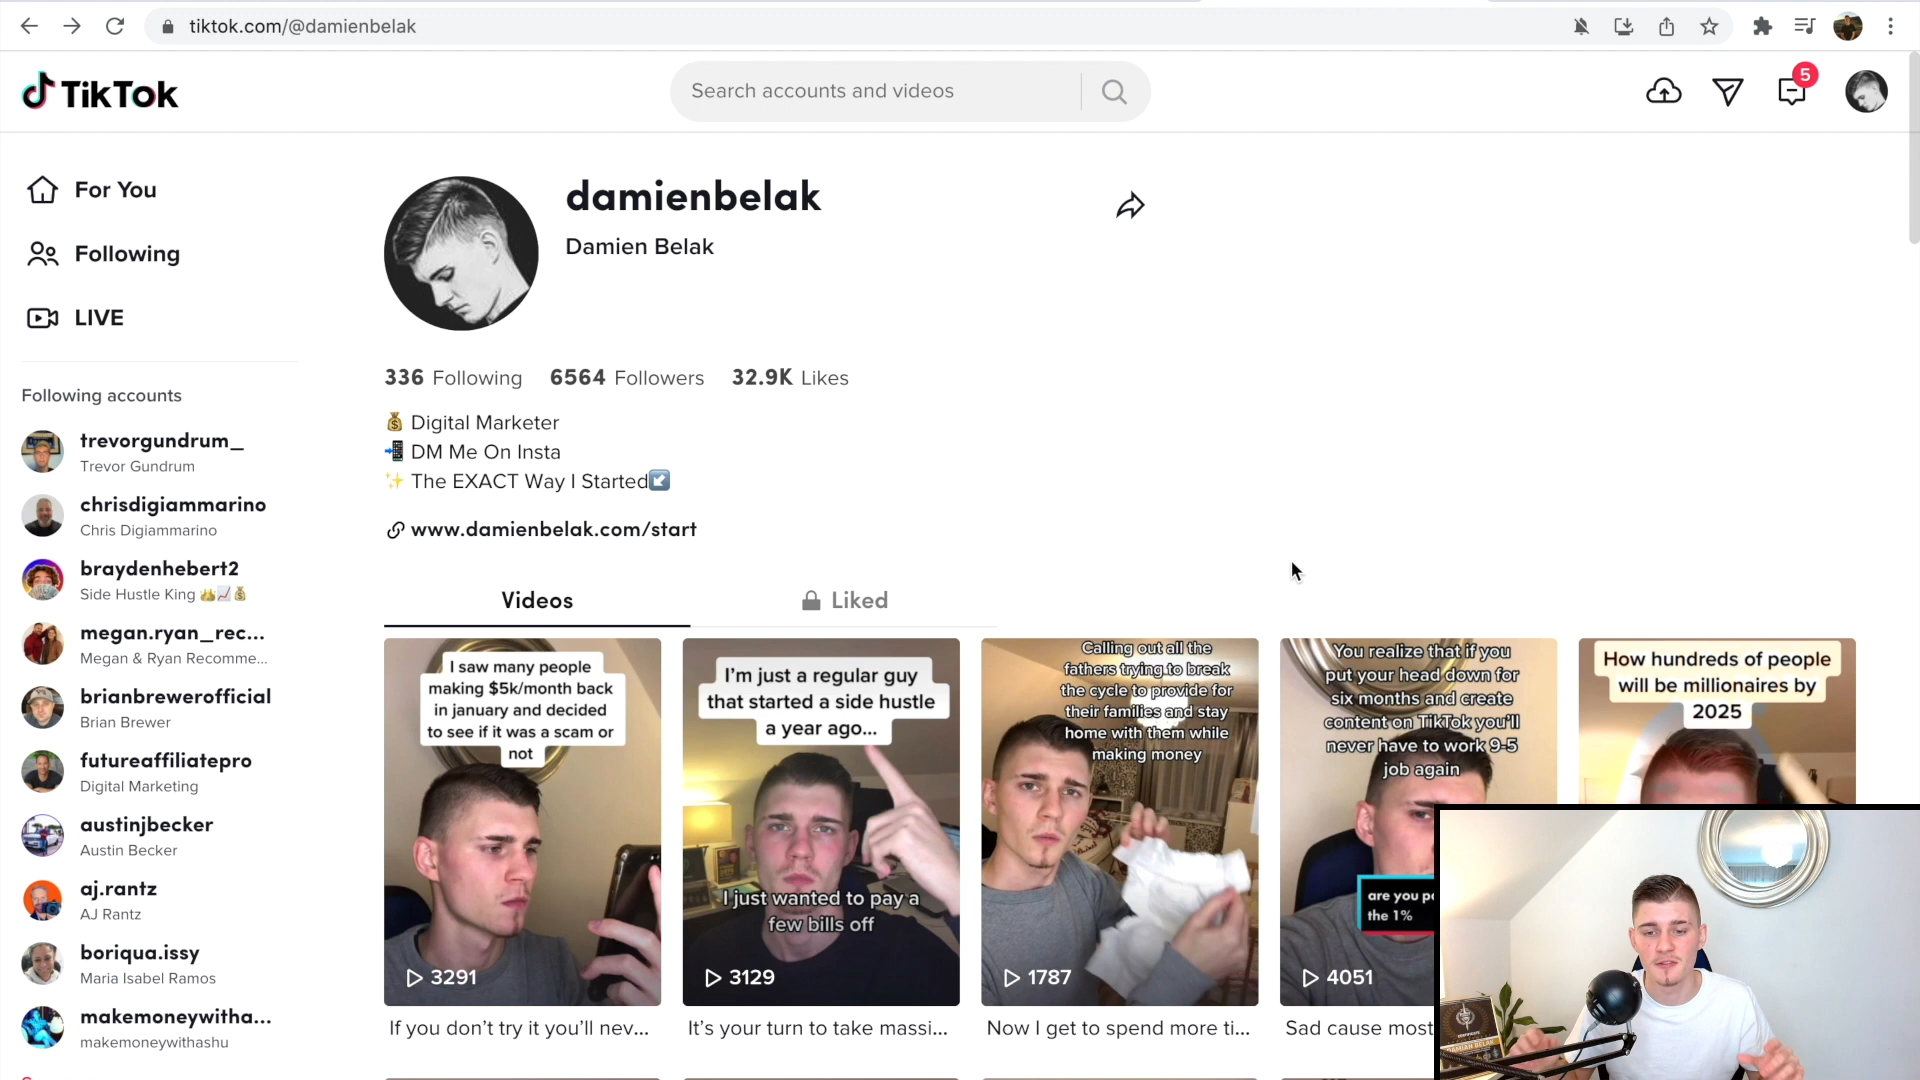 tiktok.com/@damienbelak
TikTok
Search accounts and videos
5
For You
Following
LIVE
Following accounts
trevorgundrum_
Trevor Gundrum
chrisdigiammarino
Chris Digiammarino
braydenhebert2
Side Hustle King 👑📈💰
megan.ryan_rec...
Megan & Ryan Recomme...
brianbrewerofficial
Brian Brewer
futureaffiliatepro
Digital Marketing
austinjbecker
Austin Becker
aj.rantz
AJ Rantz
boriqua.issy
Maria Isabel Ramos
makemoneywitha...
makemoneywithashu
damienbelak
Damien Belak
336 Following 6564 Followers 32.9K Likes
💰 Digital Marketer
📲 DM Me On Insta
✨ The EXACT Way I Started↙️
www.damienbelak.com/start
Videos
Liked
I saw many people
making $5k/month back
in january and decided
to see if it was a scam or
not
3291
If you don't try it you'll nev...
I'm just a regular guy
that started a side hustle
a year ago...
I just wanted to pay a
few bills off
3129
It's your turn to take massi...
Calling out all the
fathers trying to break
the cycle to provide for
their families and stay
home with them while
making money
1787
Now I get to spend more ti...
You realize that if you
put your head down for
six months and create
content on TikTok you'll
never have to work 9-5
job again
are you
the 1%
4051
Sad cause most
How hundreds of people
will be millionaires by
2025
DAMIAN BELAK